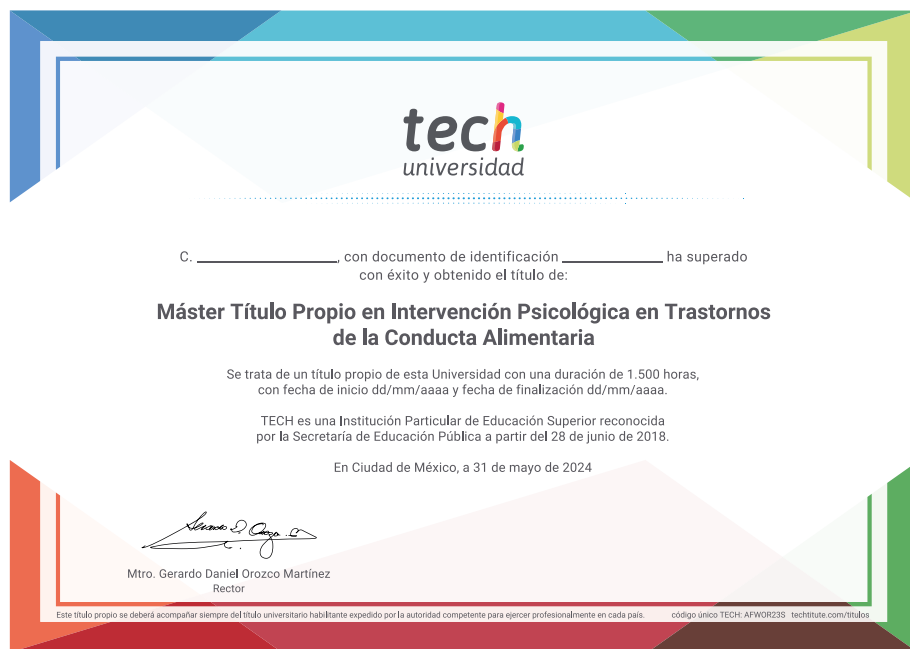 tech
universidad
C. ____________________, con documento de identificación ______________ ha superado
con éxito y obtenido el título de:
Máster Título Propio en Intervención Psicológica en Trastornos
de la Conducta Alimentaria
Se trata de un título propio de esta Universidad con una duración de 1.500 horas,
con fecha de inicio dd/mm/aaaa y fecha de finalización dd/mm/aaaa.
TECH es una Institución Particular de Educación Superior reconocida
por la Secretaría de Educación Pública a partir del 28 de junio de 2018.
En Ciudad de México, a 31 de mayo de 2024
Mtro. Gerardo Daniel Orozco Martínez
Rector
Este título propio se deberá acompañar siempre del título universitario habilitante expedido por la autoridad competente para ejercer profesionalmente en cada país. código único TECH: AFWOR23S techtitute.com/titulos